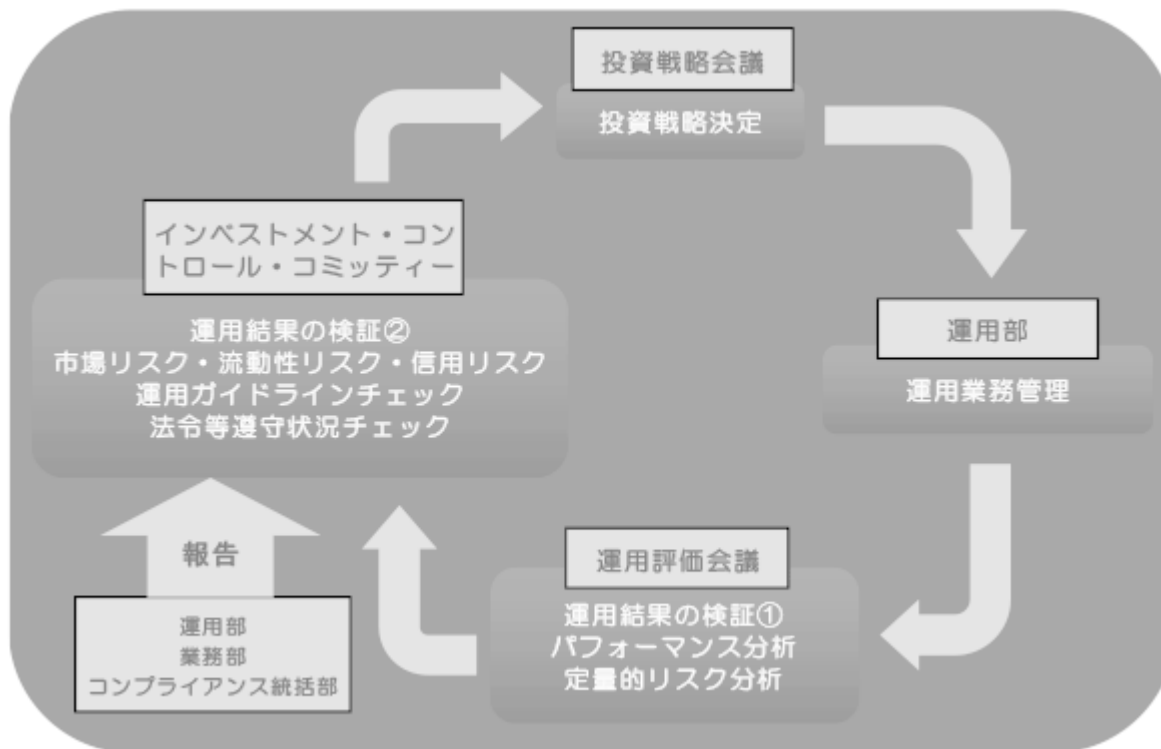 投資戦略会議
投資戦略決定
インベストメント・コン
トロール・コミッティー
運用結果の検証②
市場リスク・流動性リスク・信用リスク
運用ガイドラインチェック
法令等遵守状況チェック
運用部
運用業務管理
報告
運用部
業務部
コンプライアンス統括部
運用評価会議
運用結果の検証①
パフォーマンス分析
定量的リスク分析